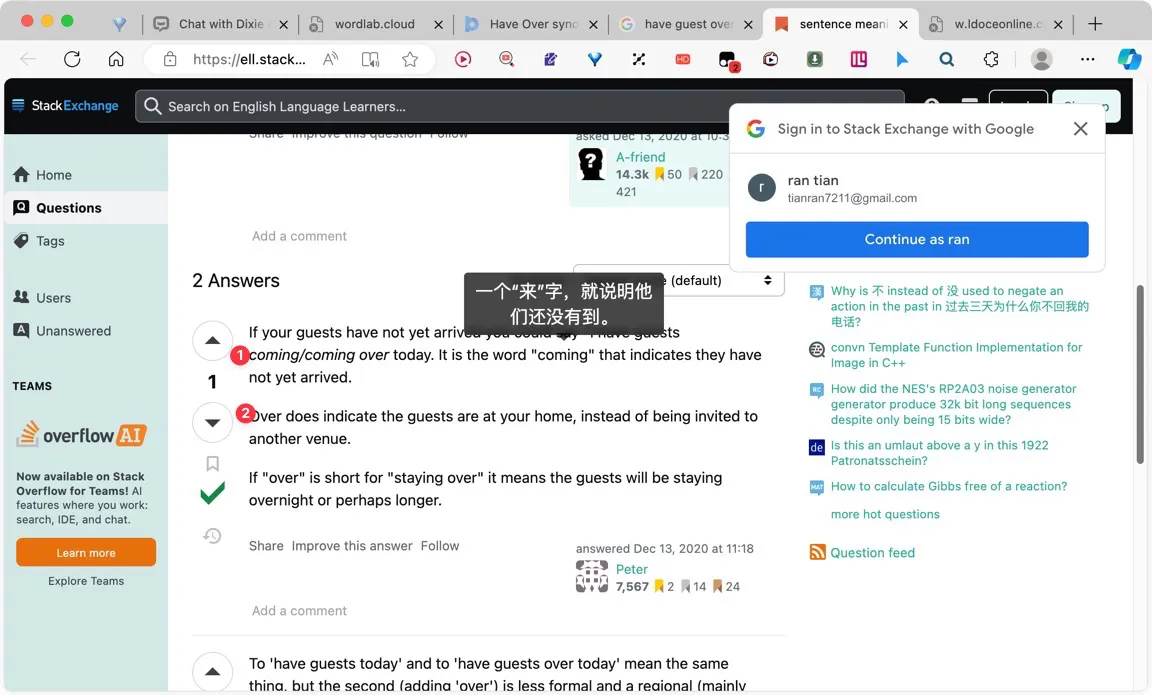 Chat with Dixie
wordlab.cloud
Have Over syno
have guest over
sentence meani
w.ldoceonline.c
https://ell.stack...
HD
2
StackExchange
Search on English Language Learners...
Sign in to Stack Exchange with Google
r
ran tian
tianran7211@gmail.com
Continue as ran
Home
Questions
Tags
Users
Unanswered
TEAMS
overflow AI
Now available on Stack
Overflow for Teams! AI
features where you work:
search, IDE, and chat.
Learn more
Explore Teams
Share Improve this question Follow
asked Dec 13, 2020 at 10:3
A-friend
14.3k 50 220
421
Add a comment
2 Answers
(default)
一个“来”字，就说明他
们还没有到。
If your guests have not yet arrived you could say "I have guests
1
coming/coming over today. It is the word "coming" that indicates they have
not yet arrived.
1
2
Over does indicate the guests are at your home, instead of being invited to
another venue.
If "over" is short for "staying over" it means the guests will be staying
overnight or perhaps longer.
Share Improve this answer Follow
answered Dec 13, 2020 at 11:18
Peter
7,567 2 14 24
Add a comment
To 'have guests today' and to 'have guests over today' mean the same
thing, but the second (adding 'over') is less formal and a regional (mainly
Why is 不 instead of 没 used to negate an
action in the past in 过去三天为什么你不回我的
电话?
convn Template Function Implementation for
Image in C++
RC
How did the NES's RP2A03 noise generator
generator produce 32k bit long sequences
despite only being 15 bits wide?
de
Is this an umlaut above a y in this 1922
Patronatsschein?
MAT
How to calculate Gibbs free of a reaction?
more hot questions
Question feed